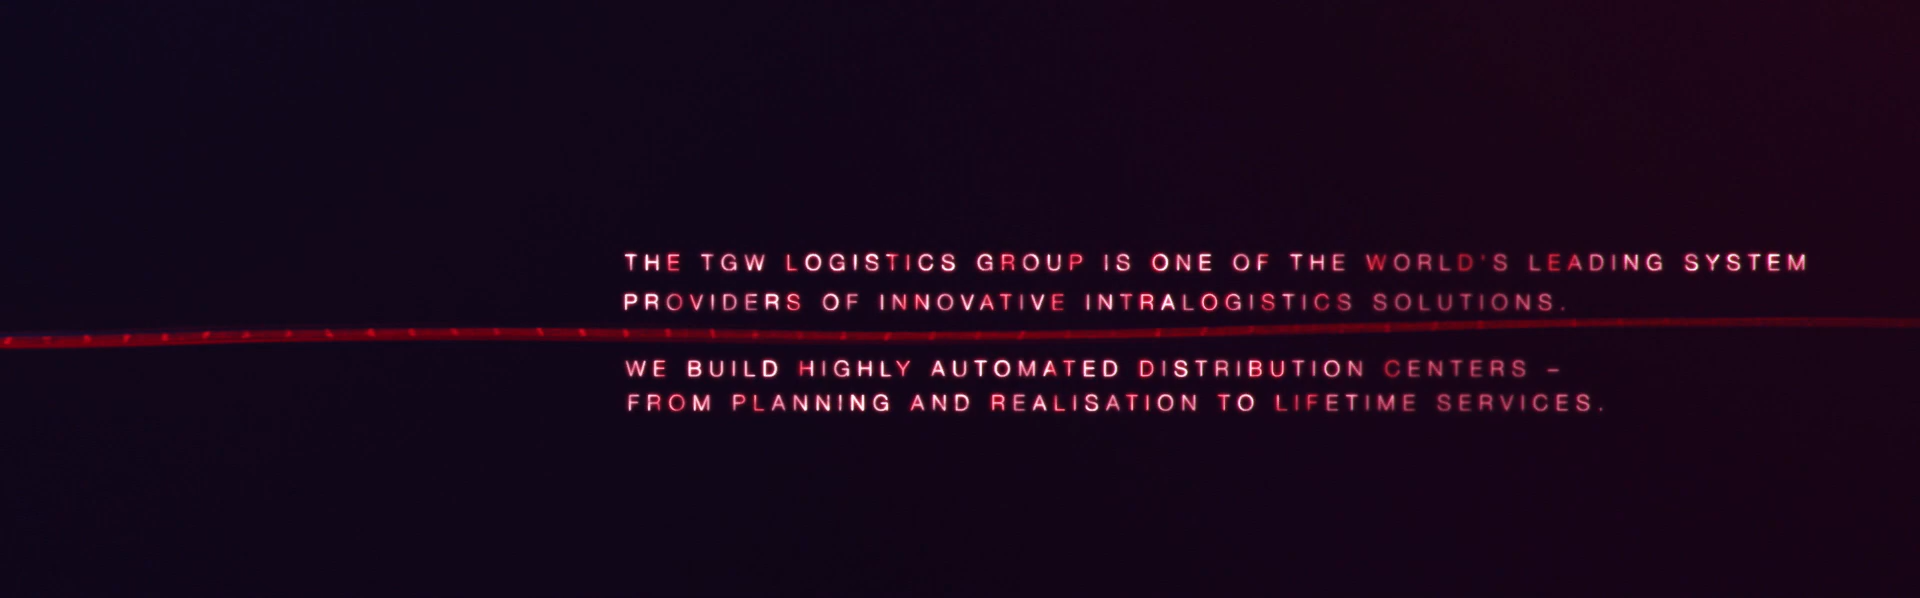 THE TGW LOGISTICS GROUP IS ONE OF THE WORLD'S LEADING SYSTEM
PROVIDERS OF INNOVATIVE INTRALOGISTICS SOLUTIONS.
WE BUILD HIGHLY AUTOMATED DISTRIBUTION CENTERS –
FROM PLANNING AND REALISATION TO LIFETIME SERVICES.